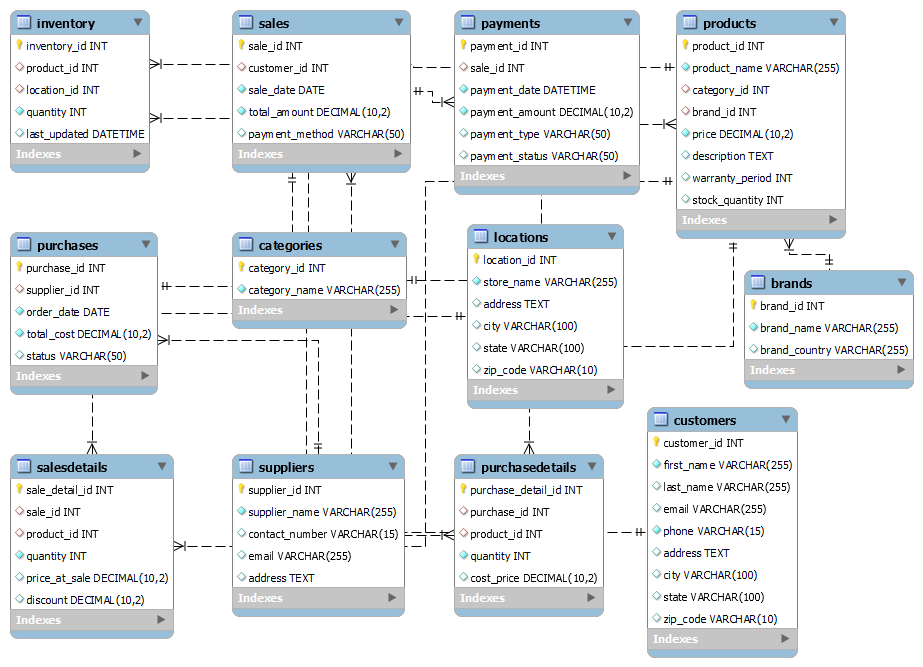 inventory
inventory_id INT
product_id INT
location_id INT
quantity INT
last_updated DATETIME
Indexes
sales
sale_id INT
customer_id INT
sale_date DATE
total_amount DECIMAL(10,2)
payment_method VARCHAR(50)
Indexes
payments
payment_id INT
sale_id INT
payment_date DATETIME
payment_amount DECIMAL(10,2)
payment_type VARCHAR(50)
payment_status VARCHAR(50)
Indexes
products
product_id INT
product_name VARCHAR(255)
category_id INT
brand_id INT
price DECIMAL(10,2)
description TEXT
warranty_period INT
stock_quantity INT
Indexes
purchases
purchase_id INT
supplier_id INT
order_date DATE
total_cost DECIMAL(10,2)
status VARCHAR(50)
Indexes
categories
category_id INT
category_name VARCHAR(255)
Indexes
locations
location_id INT
store_name VARCHAR(255)
address TEXT
city VARCHAR(100)
state VARCHAR(100)
zip_code VARCHAR(10)
Indexes
brands
brand_id INT
brand_name VARCHAR(255)
brand_country VARCHAR(255)
Indexes
salesdetails
sale_detail_id INT
sale_id INT
product_id INT
quantity INT
price_at_sale DECIMAL(10,2)
discount DECIMAL(10,2)
Indexes
suppliers
supplier_id INT
supplier_name VARCHAR(255)
contact_number VARCHAR(15)
email VARCHAR(255)
address TEXT
Indexes
purchasedetails
purchase_detail_id INT
purchase_id INT
product_id INT
quantity INT
cost_price DECIMAL(10,2)
Indexes
customers
customer_id INT
first_name VARCHAR(255)
last_name VARCHAR(255)
email VARCHAR(255)
phone VARCHAR(15)
address TEXT
city VARCHAR(100)
state VARCHAR(100)
zip_code VARCHAR(10)
Indexes